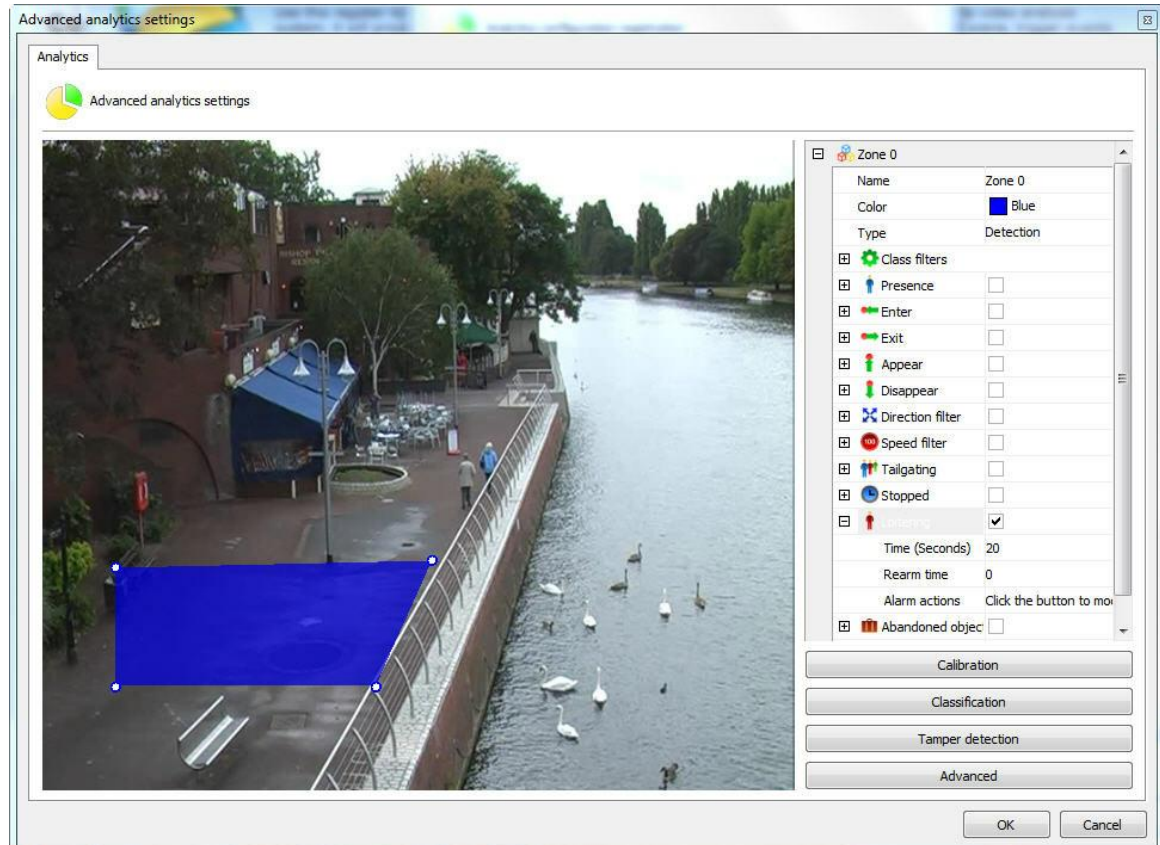 Advanced analytics settings
Analytics
Advanced analytics settings
Zone 0
Name Zone 0
Color Blue
Type Detection
Class filters
Presence
Enter
Exit
Appear
Disappear
Direction filter
100 Speed filter
Tailgating
Stopped
Loitering
Time (Seconds) 20
Rearm time 0
Alarm actions Click the button to mo
Abandoned objec
Calibration
Classification
Tamper detection
Advanced
OK Cancel